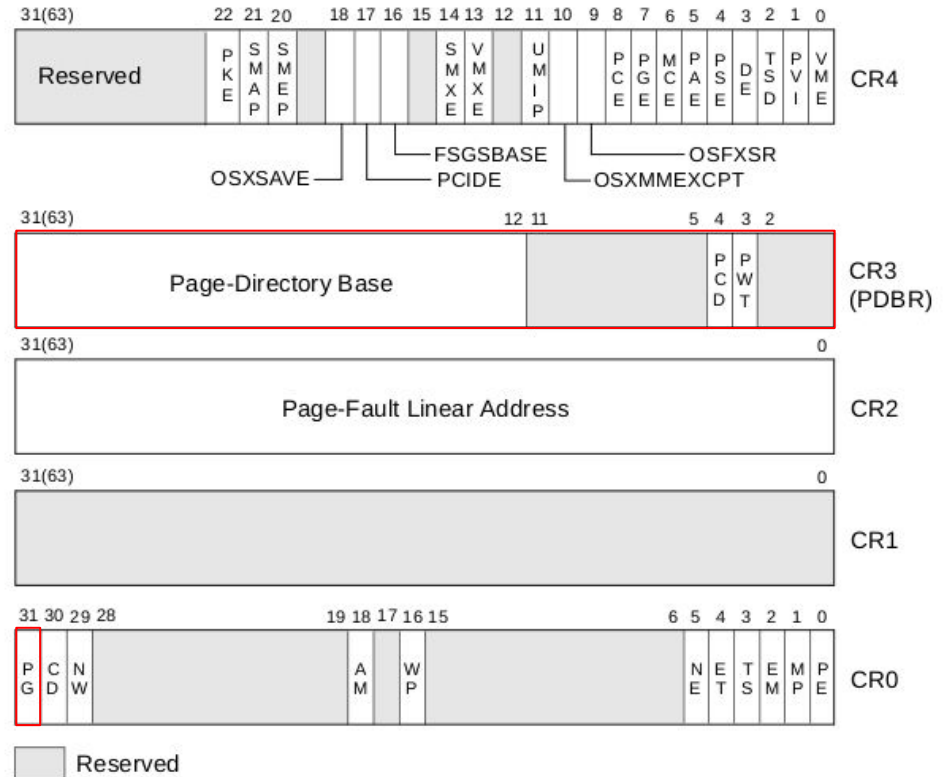 31(63) 22 21 20 18 17 16 15 14 13 12 11 10 9 8 7 6 5 4 3 2 1 0
Reserved PKE SMAP SMEP SMXE VMXE UMIP PCE PGE MCE PAE PSE DE TSD PVI VME CR4
FSGSBASE OSFXSR
OSXSAVE PCIDE OSXMMEXCPT
31(63) 12 11 5 4 3 2
Page-Directory Base PCD PWT CR3
(PDBR)
31(63) 0
Page-Fault Linear Address CR2
31(63) 0
CR1
31 30 29 28 19 18 17 16 15 6 5 4 3 2 1 0
PG CD NW AM WP NE ET TS EM MP PE CR0
Reserved